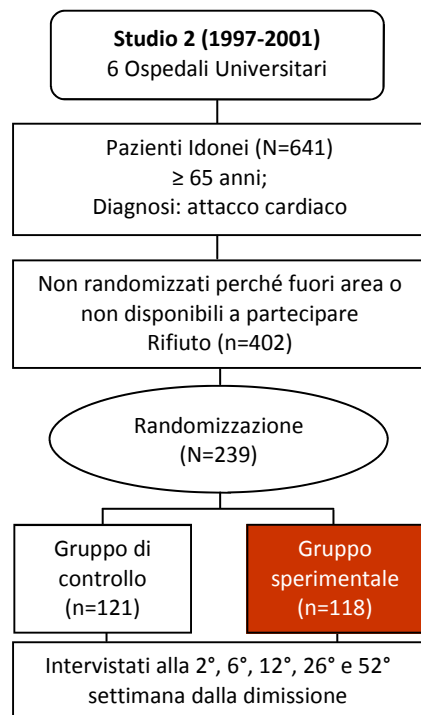 Studio 2 (1997-2001)
6 Ospedali Universitari
Pazienti Idonei (N=641)
≥ 65 anni;
Diagnosi: attacco cardiaco
Non randomizzati perché fuori area o
non disponibili a partecipare
Rifiuto (n=402)
Randomizzazione
(N=239)
Gruppo di
controllo
(n=121)
Gruppo
sperimentale
(n=118)
Intervistati alla 2°, 6°, 12°, 26° e 52°
settimana dalla dimissione